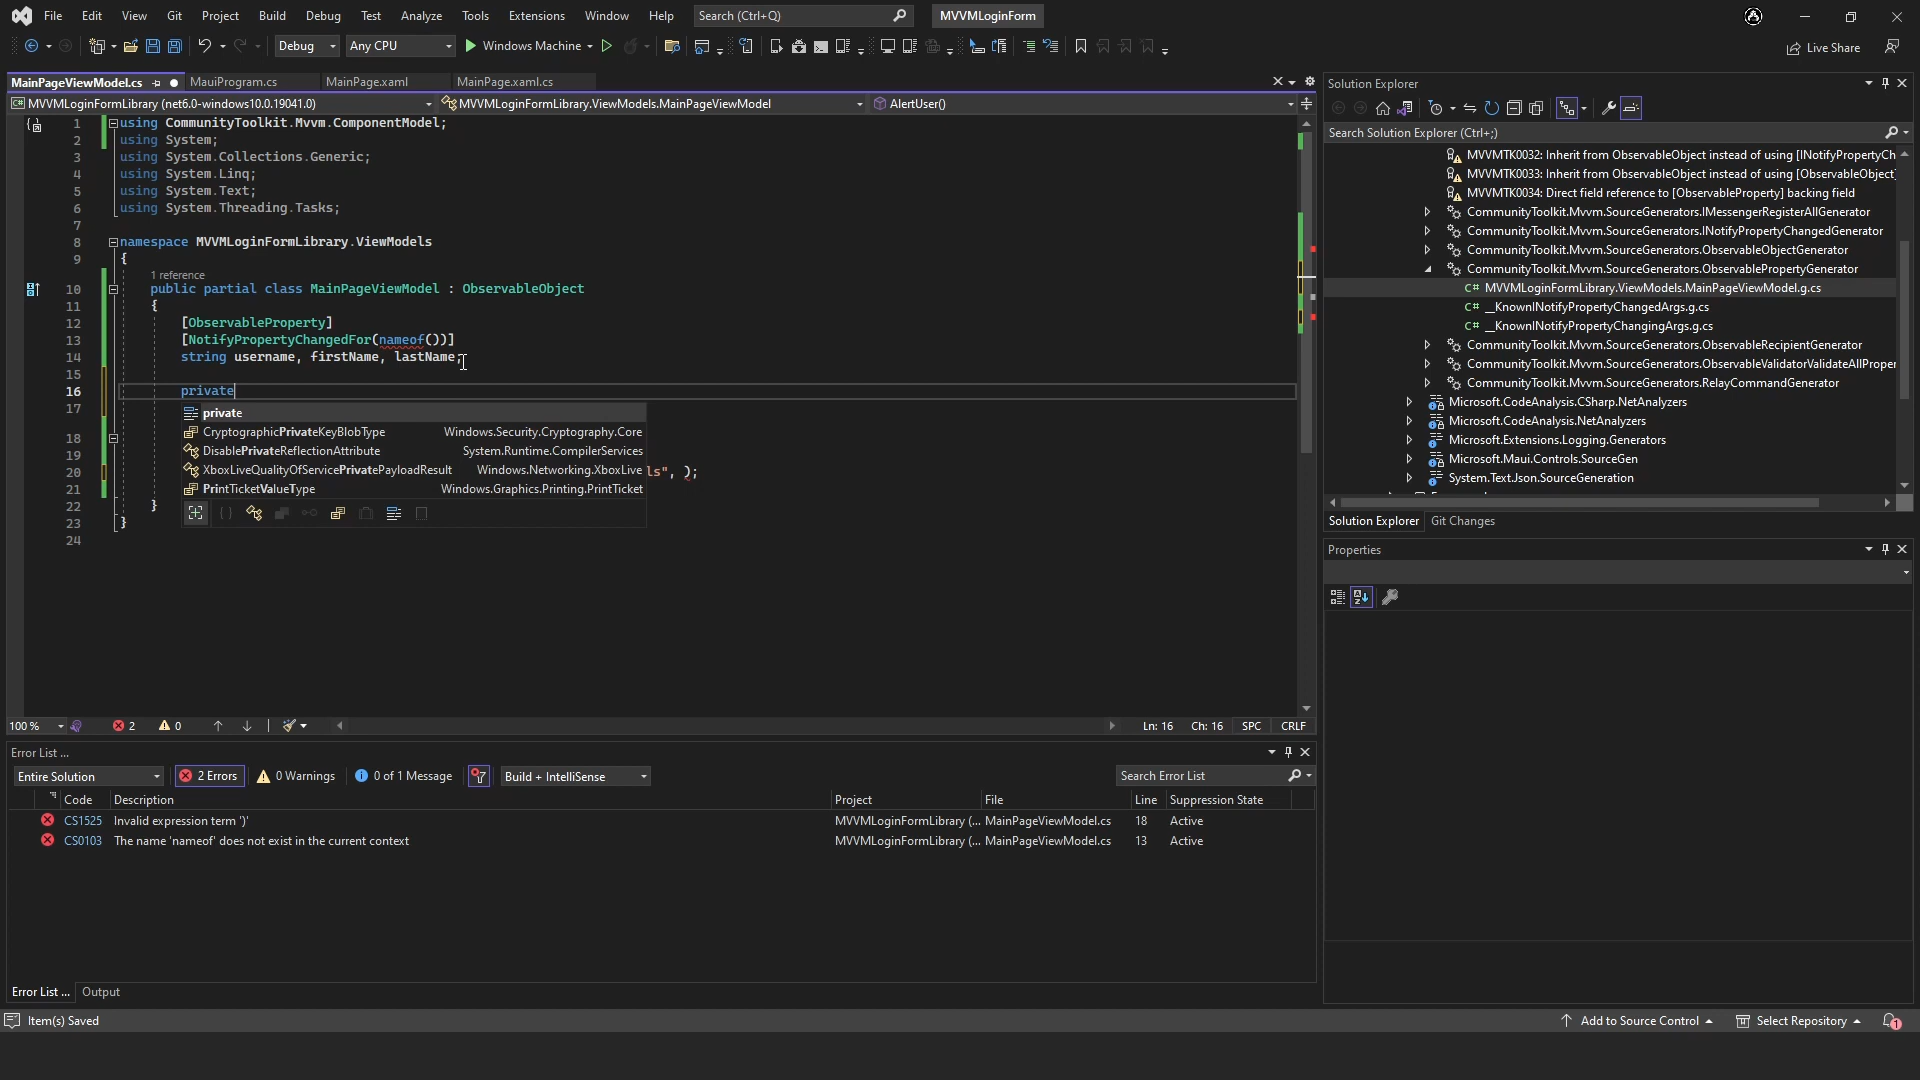 File Edit View Git Project Build Debug Test Analyze Tools Extensions Window Help Search (Ctrl+Q) MVVMLoginForm
Debug Any CPU Windows Machine Live Share
MainPageViewModel.cs MauiProgram.cs MainPage.xaml MainPage.xaml.cs
MVVMLoginFormLibrary (net6.0-windows10.0.19041.0) MVVMLoginFormLibrary.ViewModels.MainPageViewModel AlertUser()
1 using CommunityToolkit.Mvvm.ComponentModel;
2 using System;
3 using System.Collections.Generic;
4 using System.Linq;
5 using System.Text;
6 using System.Threading.Tasks;
7
8 namespace MVVMLoginFormLibrary.ViewModels
9 {
1 reference
10 public partial class MainPageViewModel : ObservableObject
11 {
12 [ObservableProperty]
13 [NotifyPropertyChangedFor(nameof())]
14 string username, firstName, lastName;
15
16 private
17
18
19
20 ls", );
21
22 }
23 }
24
private
CryptographicPrivateKeyBlobType Windows.Security.Cryptography.Core
DisablePrivateReflectionAttribute System.Runtime.CompilerServices
XboxLiveQualityOfServicePrivatePayloadResult Windows.Networking.XboxLive
PrintTicketValueType Windows.Graphics.Printing.PrintTicket
100 % 2 0 Ln: 16 Ch: 16 SPC CRLF
Error List ...
Entire Solution 2 Errors 0 Warnings 0 of 1 Message Build + IntelliSense Search Error List
Code Description Project File Line Suppression State
CS1525 Invalid expression term ')' MVVMLoginFormLibrary (... MainPageViewModel.cs 18 Active
CS0103 The name 'nameof' does not exist in the current context MVVMLoginFormLibrary (... MainPageViewModel.cs 13 Active
Error List ... Output
Solution Explorer
Search Solution Explorer (Ctrl+;)
MVVMTK0032: Inherit from ObservableObject instead of using [INotifyPropertyCh
MVVMTK0033: Inherit from ObservableObject instead of using [ObservableObject]
MVVMTK0034: Direct field reference to [ObservableProperty] backing field
CommunityToolkit.Mvvm.SourceGenerators.IMessengerRegisterAllGenerator
CommunityToolkit.Mvvm.SourceGenerators.INotifyPropertyChangedGenerator
CommunityToolkit.Mvvm.SourceGenerators.ObservableObjectGenerator
CommunityToolkit.Mvvm.SourceGenerators.ObservablePropertyGenerator
C# MVVMLoginFormLibrary.ViewModels.MainPageViewModel.g.cs
C# __KnownINotifyPropertyChangedArgs.g.cs
C# __KnownINotifyPropertyChangingArgs.g.cs
CommunityToolkit.Mvvm.SourceGenerators.ObservableRecipientGenerator
CommunityToolkit.Mvvm.SourceGenerators.ObservableValidatorValidateAllProper
CommunityToolkit.Mvvm.SourceGenerators.RelayCommandGenerator
Microsoft.CodeAnalysis.CSharp.NetAnalyzers
Microsoft.CodeAnalysis.NetAnalyzers
Microsoft.Extensions.Logging.Generators
Microsoft.Maui.Controls.SourceGen
System.Text.Json.SourceGeneration
Solution Explorer Git Changes
Properties
Item(s) Saved Add to Source Control Select Repository 1